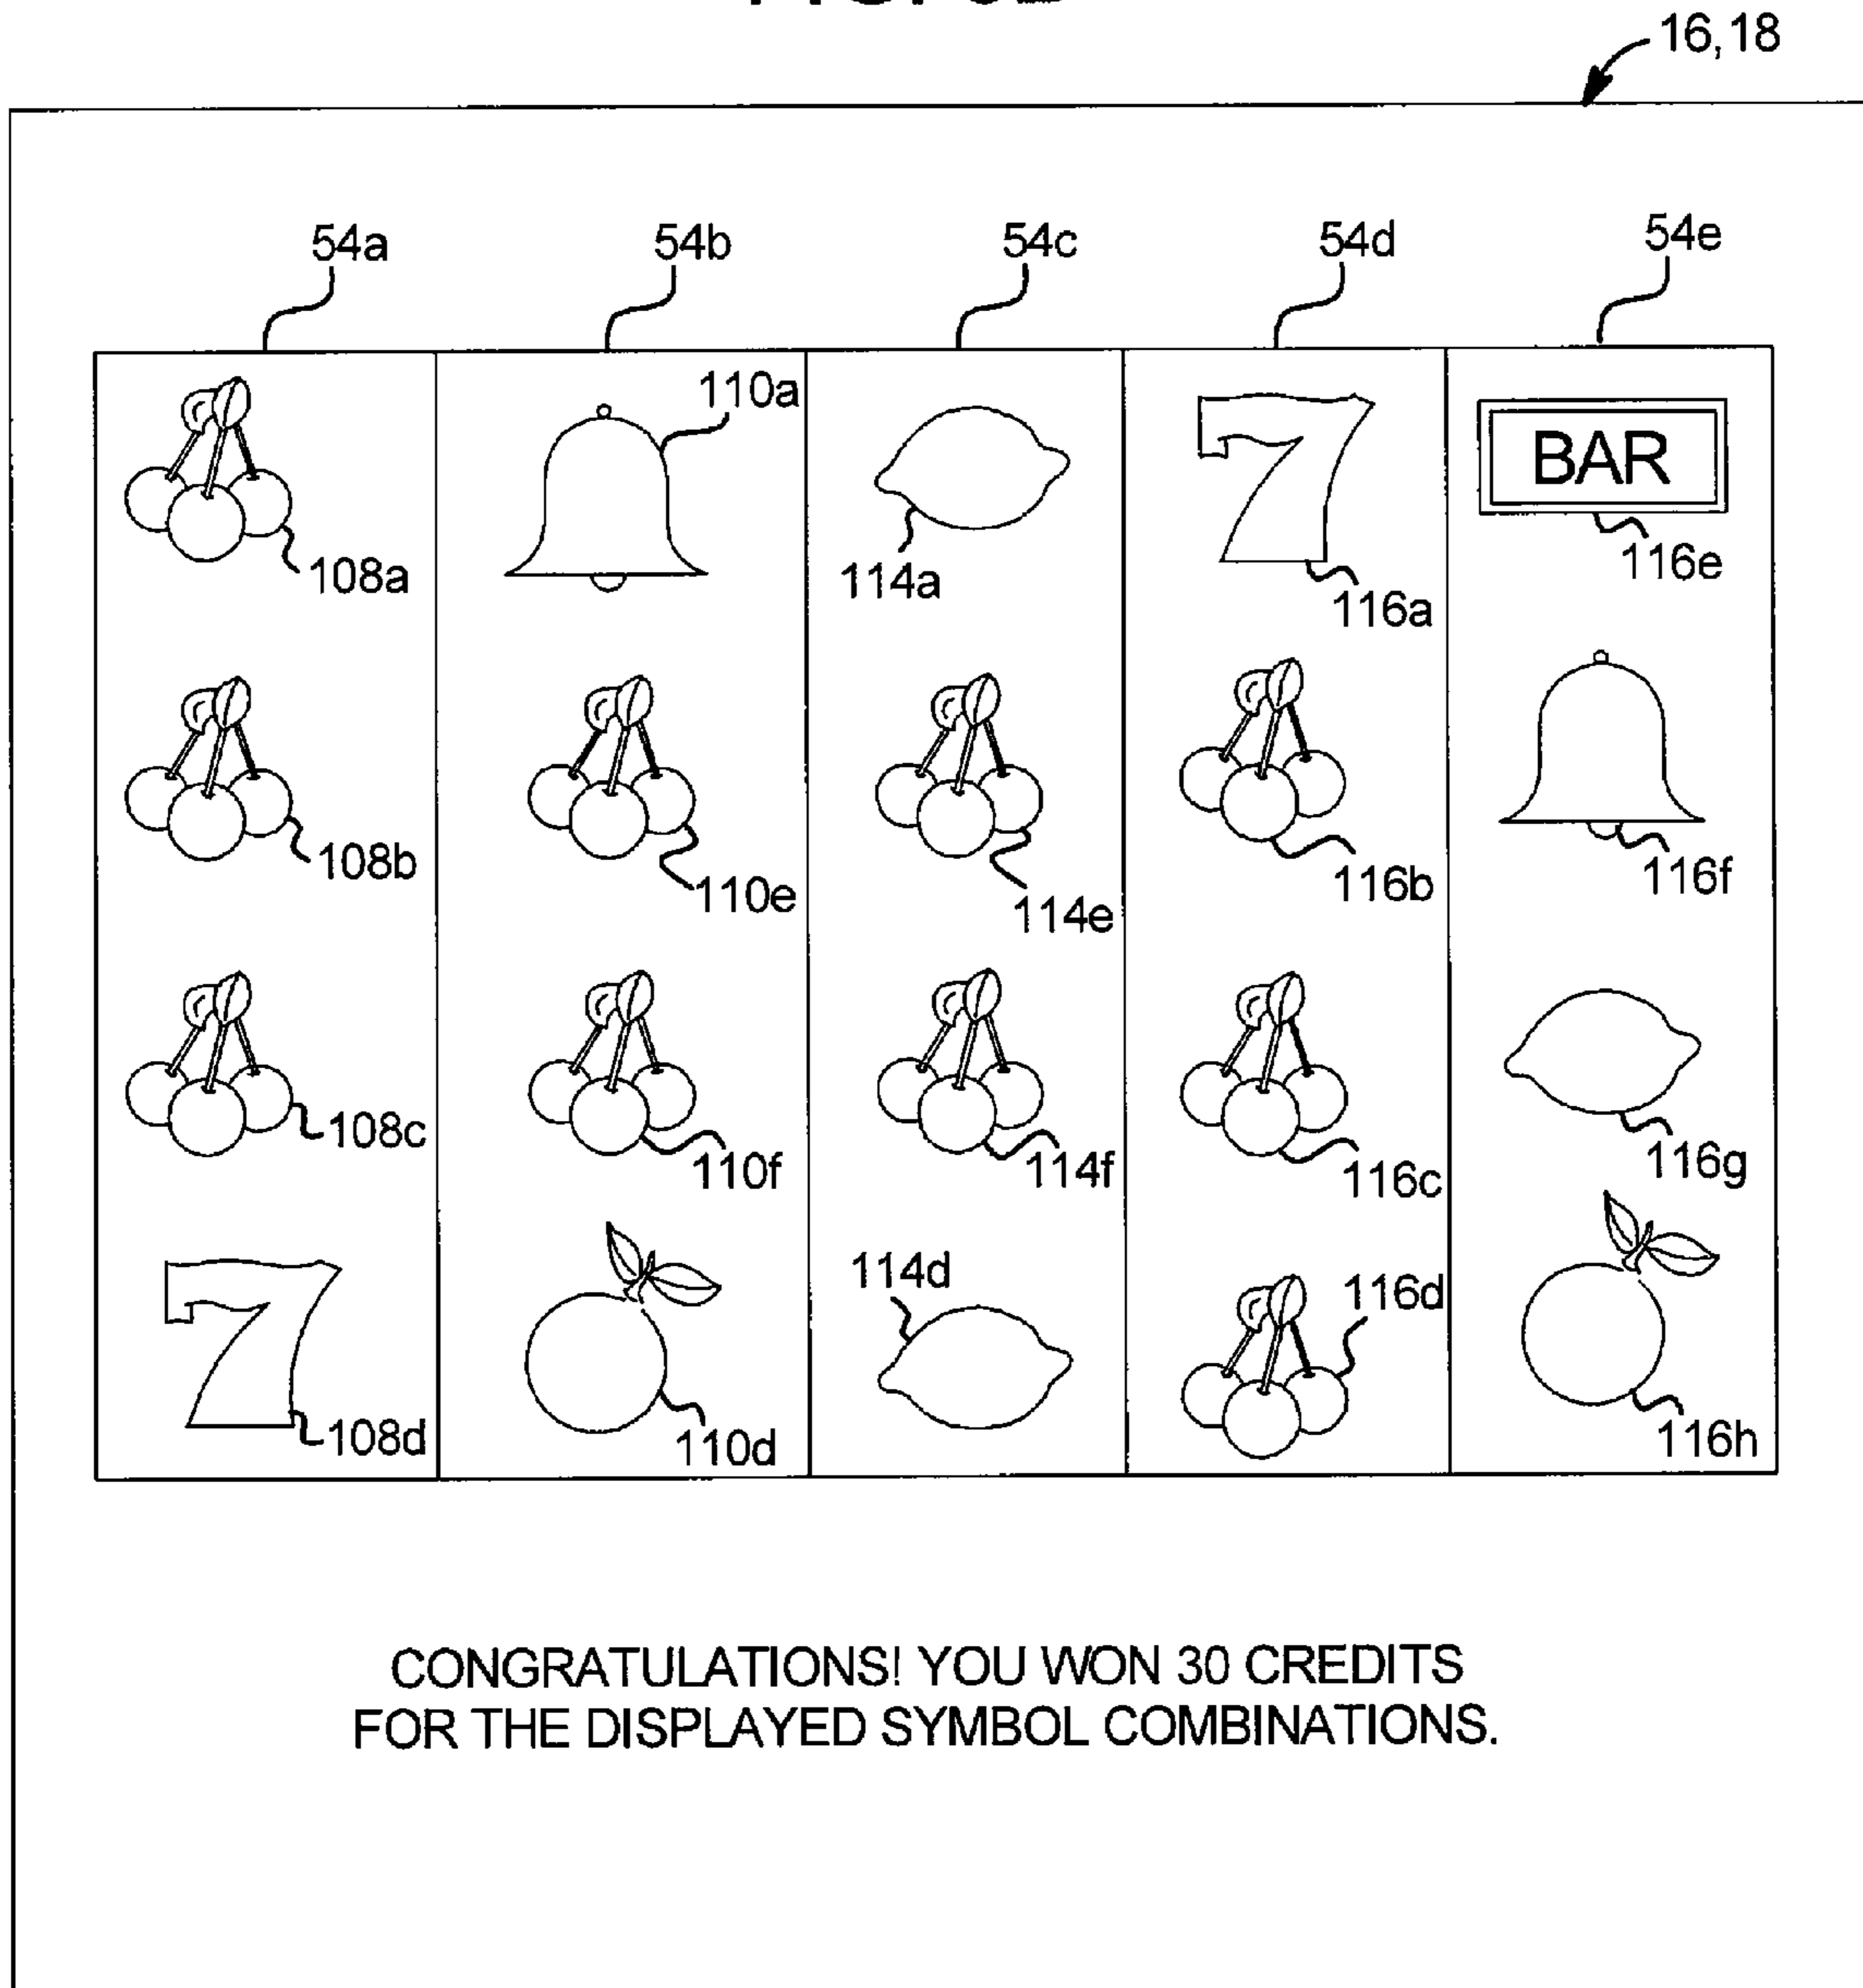 16,18
54a 54b 54c 54d 54e
110a
BAR
108a 114a 116a 116e
108b 110e 114e 116b 116f
108c 110f 114f 116c 116g
114d 116d
108d 110d 116h
CONGRATULATIONS! YOU WON 30 CREDITS
FOR THE DISPLAYED SYMBOL COMBINATIONS.